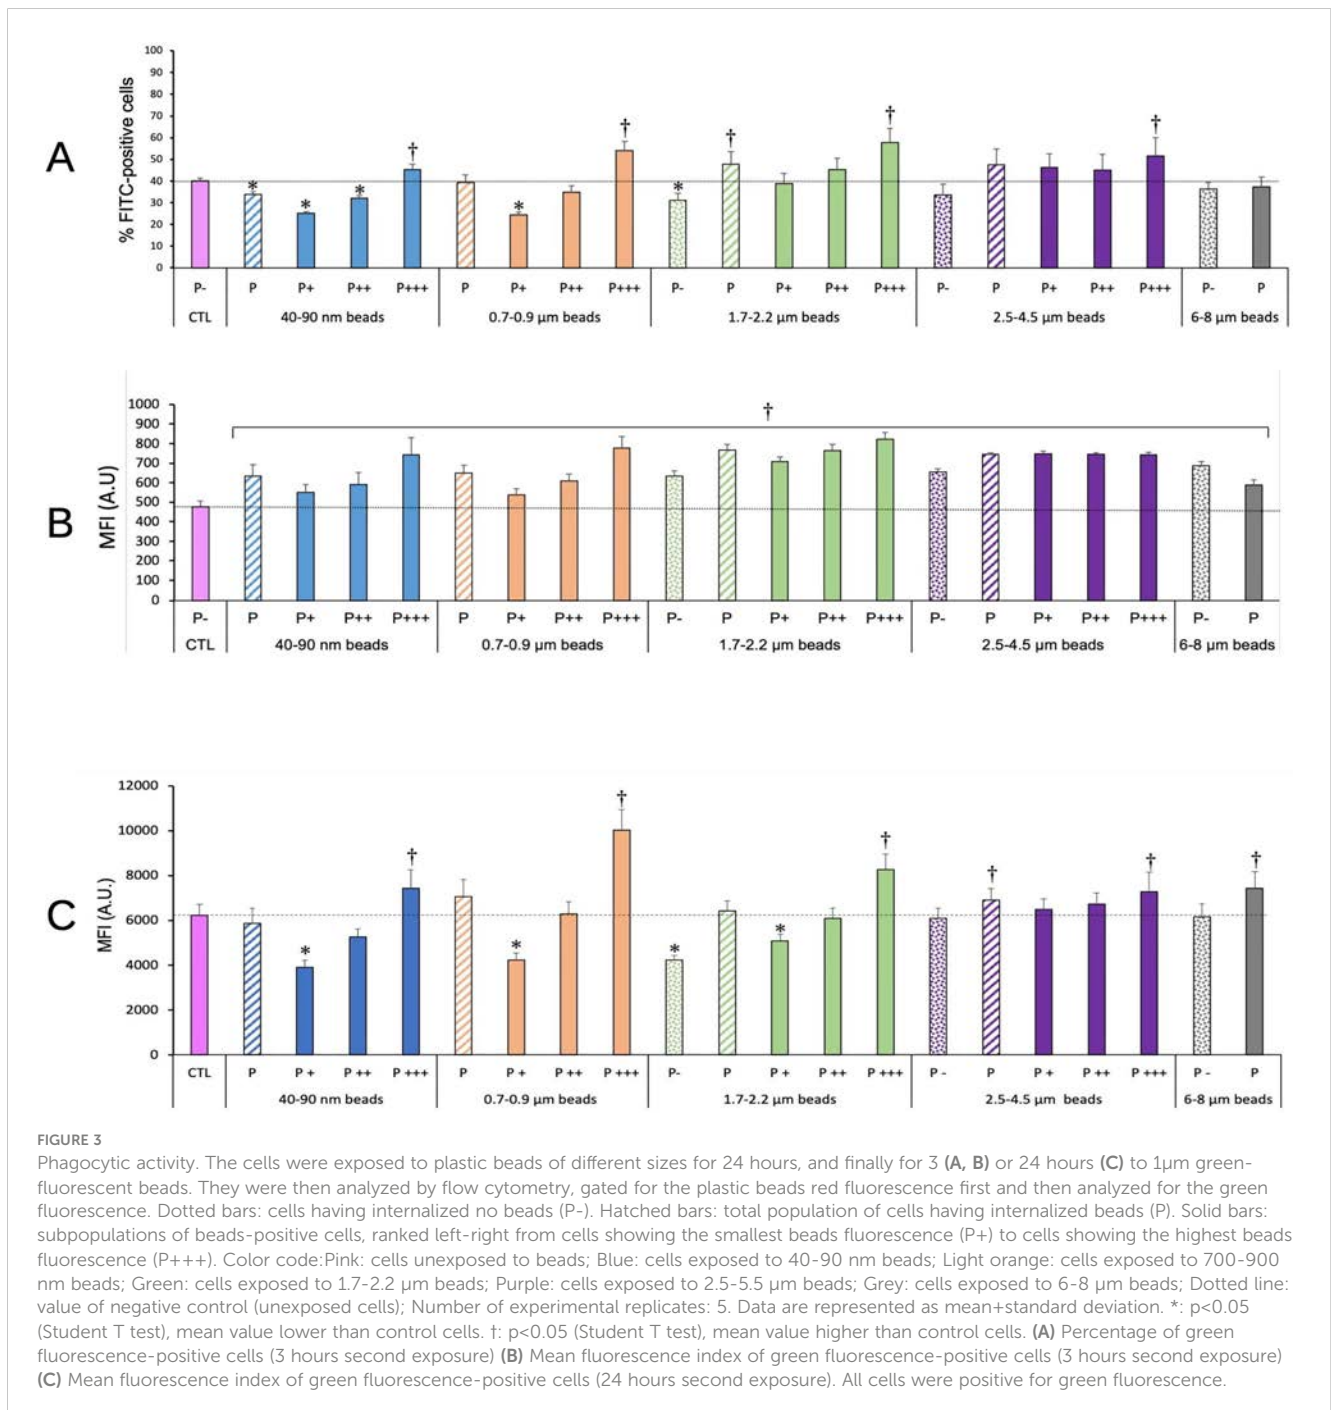 A
% FITC-positive cells
100
90
80
70
60
50
40
30
20
10
0
* * * † * † * † † †
P- P P+ P++ P+++ P P+ P++ P+++ P- P P+ P++ P+++ P- P P+ P++ P+++ P- P
CTL 40-90 nm beads 0.7-0.9 µm beads 1.7-2.2 µm beads 2.5-4.5 µm beads 6-8 µm beads
B
MFI (A.U)
1000
900
800
700
600
500
400
300
200
100
0
†
P- P P+ P++ P+++ P P+ P++ P+++ P- P P+ P++ P+++ P- P P+ P++ P+++ P- P
CTL 40-90 nm beads 0.7-0.9 µm beads 1.7-2.2 µm beads 2.5-4.5 µm beads 6-8 µm beads
C
MFI (A.U.)
12000
10000
8000
6000
4000
2000
0
* † * † * * † † † †
CTL P P + P ++ P +++ P P + P ++ P +++ P- P P + P ++ P +++ P - P P + P ++ P +++ P - P
40-90 nm beads 0.7-0.9 µm beads 1.7-2.2 µm beads 2.5-4.5 µm beads 6-8 µm beads
FIGURE 3
Phagocytic activity. The cells were exposed to plastic beads of different sizes for 24 hours, and finally for 3 (A, B) or 24 hours (C) to 1µm green-
fluorescent beads. They were then analyzed by flow cytometry, gated for the plastic beads red fluorescence first and then analyzed for the green
fluorescence. Dotted bars: cells having internalized no beads (P-). Hatched bars: total population of cells having internalized beads (P). Solid bars:
subpopulations of beads-positive cells, ranked left-right from cells showing the smallest beads fluorescence (P+) to cells showing the highest beads
fluorescence (P+++). Color code:Pink: cells unexposed to beads; Blue: cells exposed to 40-90 nm beads; Light orange: cells exposed to 700-900
nm beads; Green: cells exposed to 1.7-2.2 µm beads; Purple: cells exposed to 2.5-5.5 µm beads; Grey: cells exposed to 6-8 µm beads; Dotted line:
value of negative control (unexposed cells); Number of experimental replicates: 5. Data are represented as mean+standard deviation. *: p<0.05
(Student T test), mean value lower than control cells. †: p<0.05 (Student T test), mean value higher than control cells. (A) Percentage of green
fluorescence-positive cells (3 hours second exposure) (B) Mean fluorescence index of green fluorescence-positive cells (3 hours second exposure)
(C) Mean fluorescence index of green fluorescence-positive cells (24 hours second exposure). All cells were positive for green fluorescence.